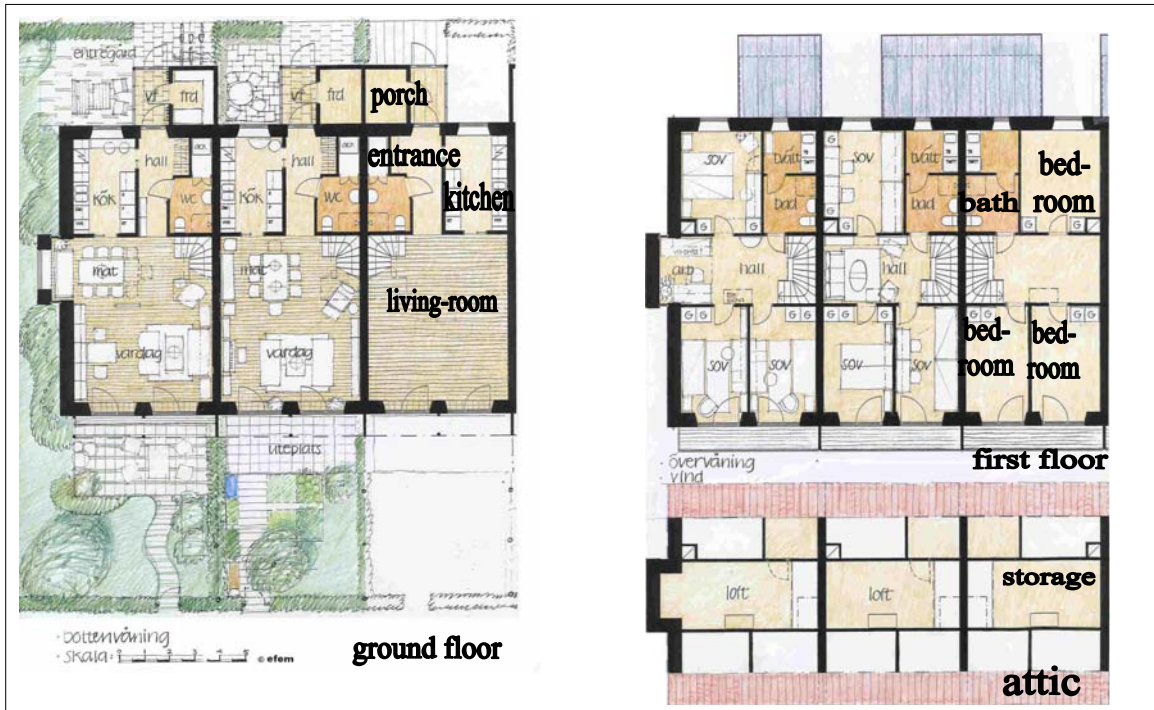 entregård
vf
frd
vf
frd
porch
hall
hall
entrance
kök
wc
kök
wc
kitchen
mat
mat
living-room
vardag
vardag
uteplats
· bottenvåning
· skala:
© efem
ground floor
sov
tvätt
sov
tvätt
bed-
room
bad
bad
bath
arb
hall
hall
sov
sov
sov
sov
bed-
room
bed-
room
· övervåning
· vind
first floor
loft
loft
storage
attic